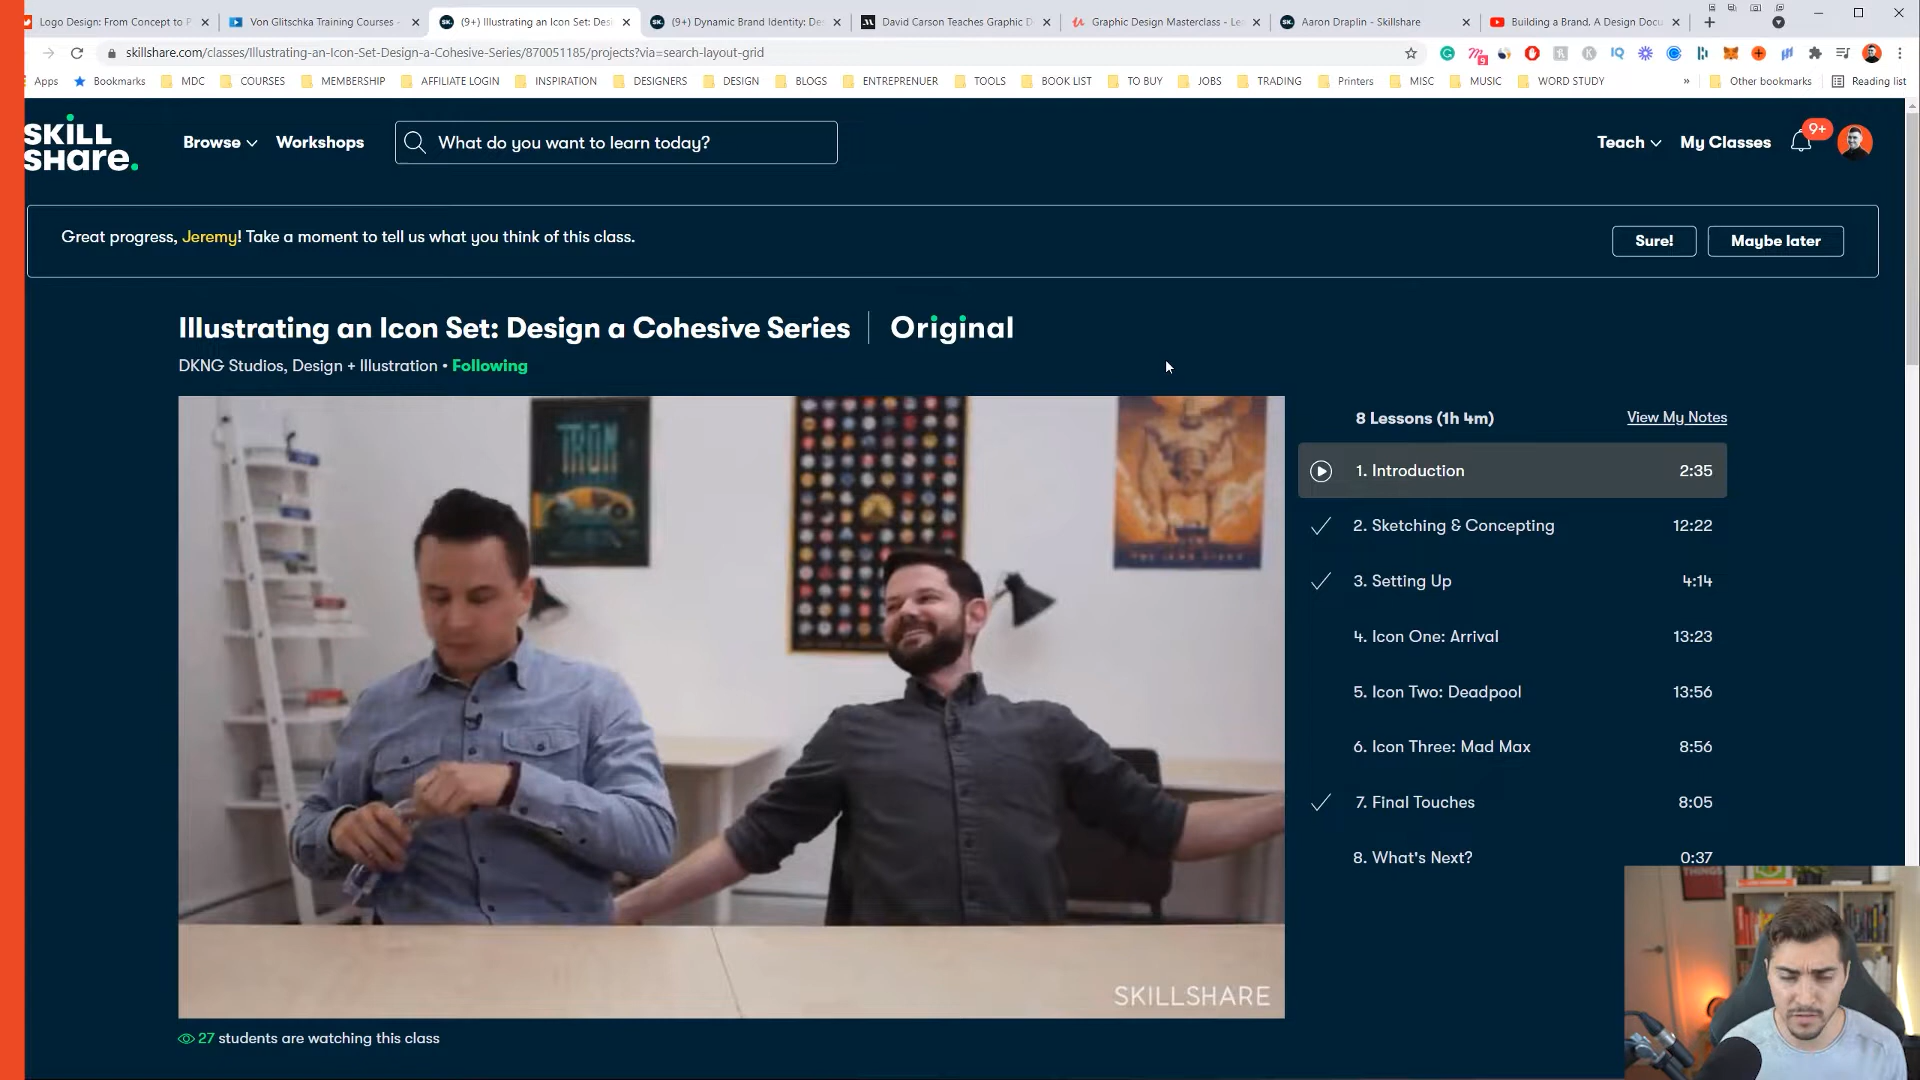 Logo Design: From Concept to P
Von Glitschka Training Courses -
(9+) Illustrating an Icon Set: Desi
(9+) Dynamic Brand Identity: De
David Carson Teaches Graphic D
Graphic Design Masterclass - Le
Aaron Draplin - Skillshare
Building a Brand, A Design Docu
skillshare.com/classes/Illustrating-an-Icon-Set-Design-a-Cohesive-Series/870051185/projects?via=search-layout-grid
Apps
Bookmarks
MDC
COURSES
MEMBERSHIP
AFFILIATE LOGIN
INSPIRATION
DESIGNERS
DESIGN
BLOGS
ENTREPRENUER
TOOLS
BOOK LIST
TO BUY
JOBS
TRADING
Printers
MISC
MUSIC
WORD STUDY
»
Other bookmarks
Reading list
SKILL
SHARE.
Browse
Workshops
What do you want to learn today?
Teach
My Classes
9+
Great progress, Jeremy! Take a moment to tell us what you think of this class.
Sure!
Maybe later
Illustrating an Icon Set: Design a Cohesive Series | Original
DKNG Studios, Design + Illustration • Following
TRON
8 Lessons (1h 4m)
View My Notes
1. Introduction 2:35
2. Sketching & Concepting 12:22
3. Setting Up 4:14
4. Icon One: Arrival 13:23
5. Icon Two: Deadpool 13:56
6. Icon Three: Mad Max 8:56
7. Final Touches 8:05
8. What's Next? 0:37
SKILLSHARE
27 students are watching this class
THINGS